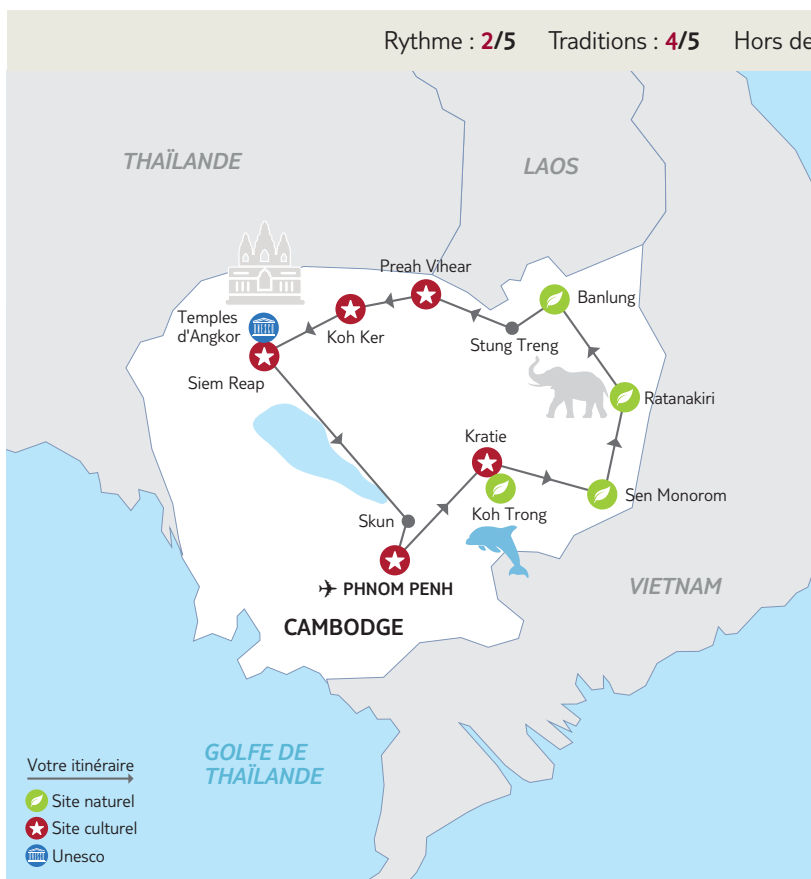 Rythme : 2/5 Traditions : 4/5 Hors de
THAÏLANDE
LAOS
Preah Vihear
Banlung
Temples
d'Angkor
Koh Ker
Stung Treng
Siem Reap
Ratanakiri
Kratie
Sen Monorom
Koh Trong
Skun
PHNOM PENH
VIETNAM
CAMBODGE
GOLFE DE
THAÏLANDE
Votre itinéraire
Site naturel
Site culturel
Unesco